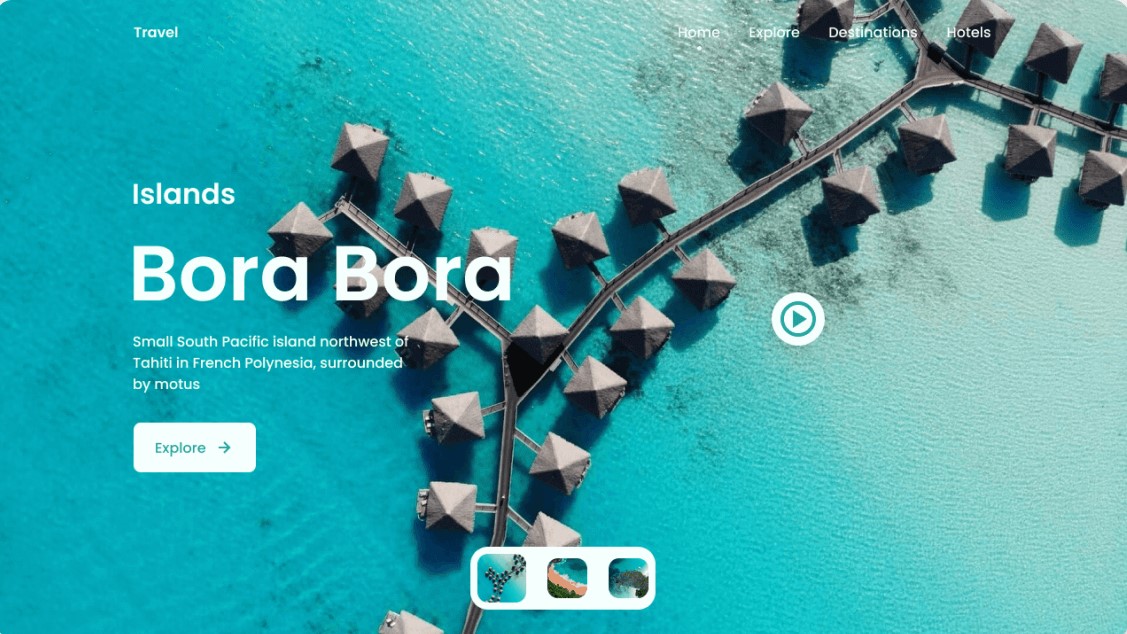 Travel
Home Explore Destinations Hotels
Islands
Bora Bora
Small South Pacific island northwest of
Tahiti in French Polynesia, surrounded
by motus
Explore